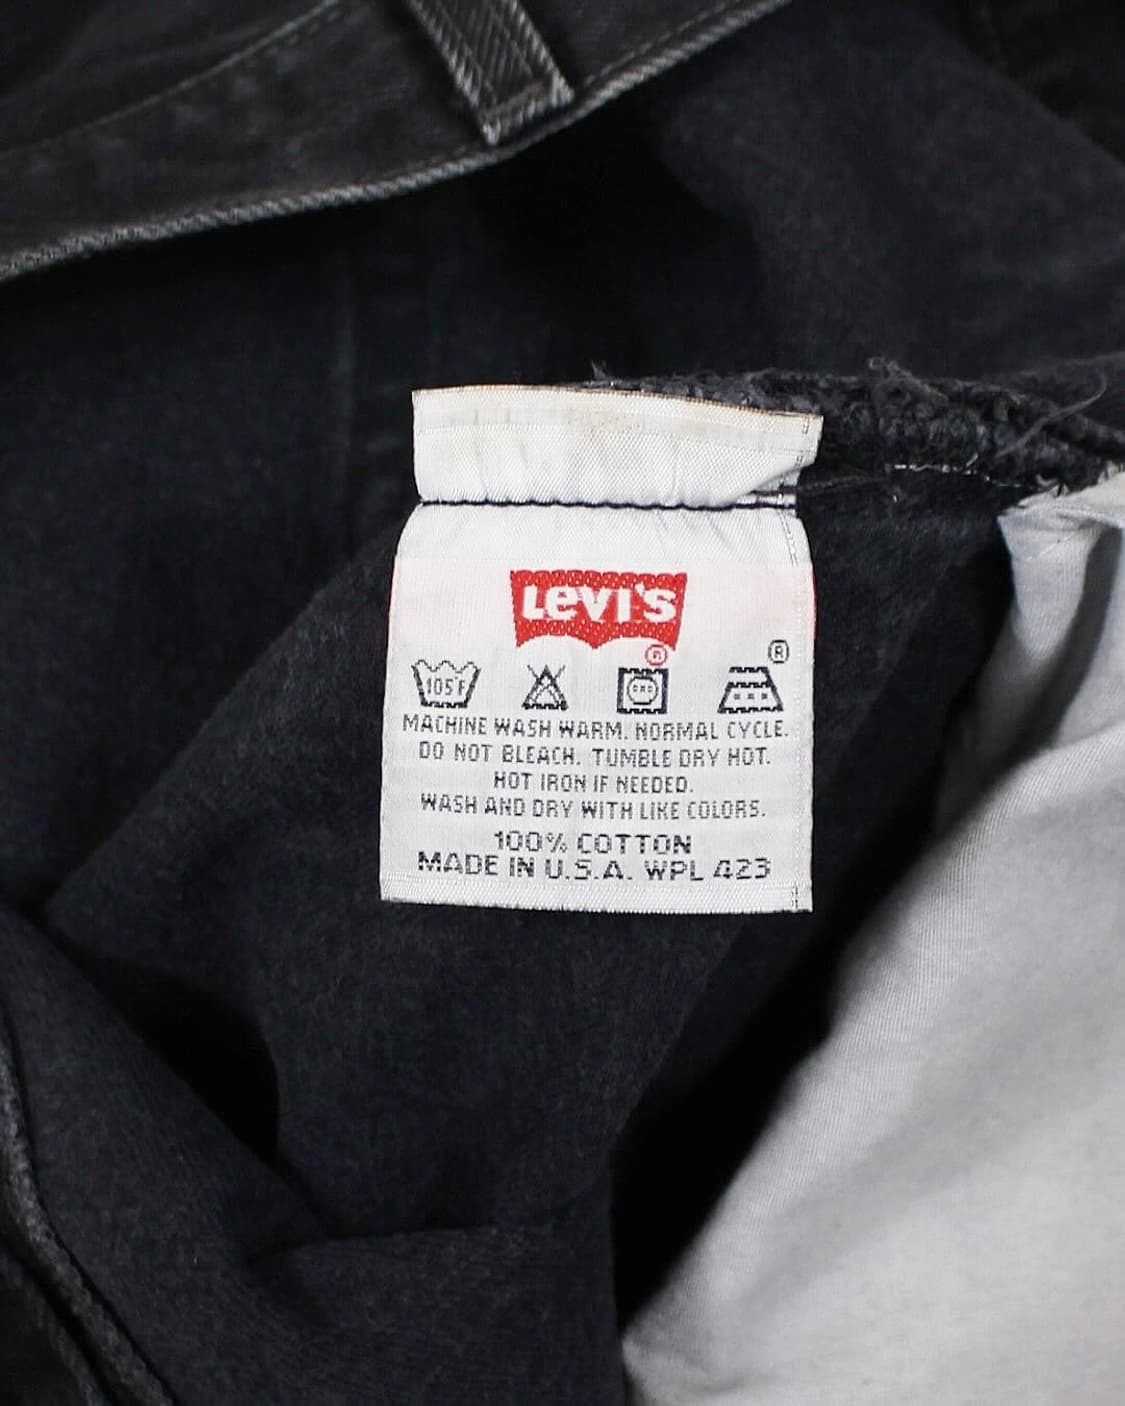 Levi's
®
®
105°F
MACHINE WASH WARM. NORMAL CYCLE.
DO NOT BLEACH. TUMBLE DRY HOT.
HOT IRON IF NEEDED.
WASH AND DRY WITH LIKE COLORS.
100% COTTON
MADE IN U.S.A. WPL 423